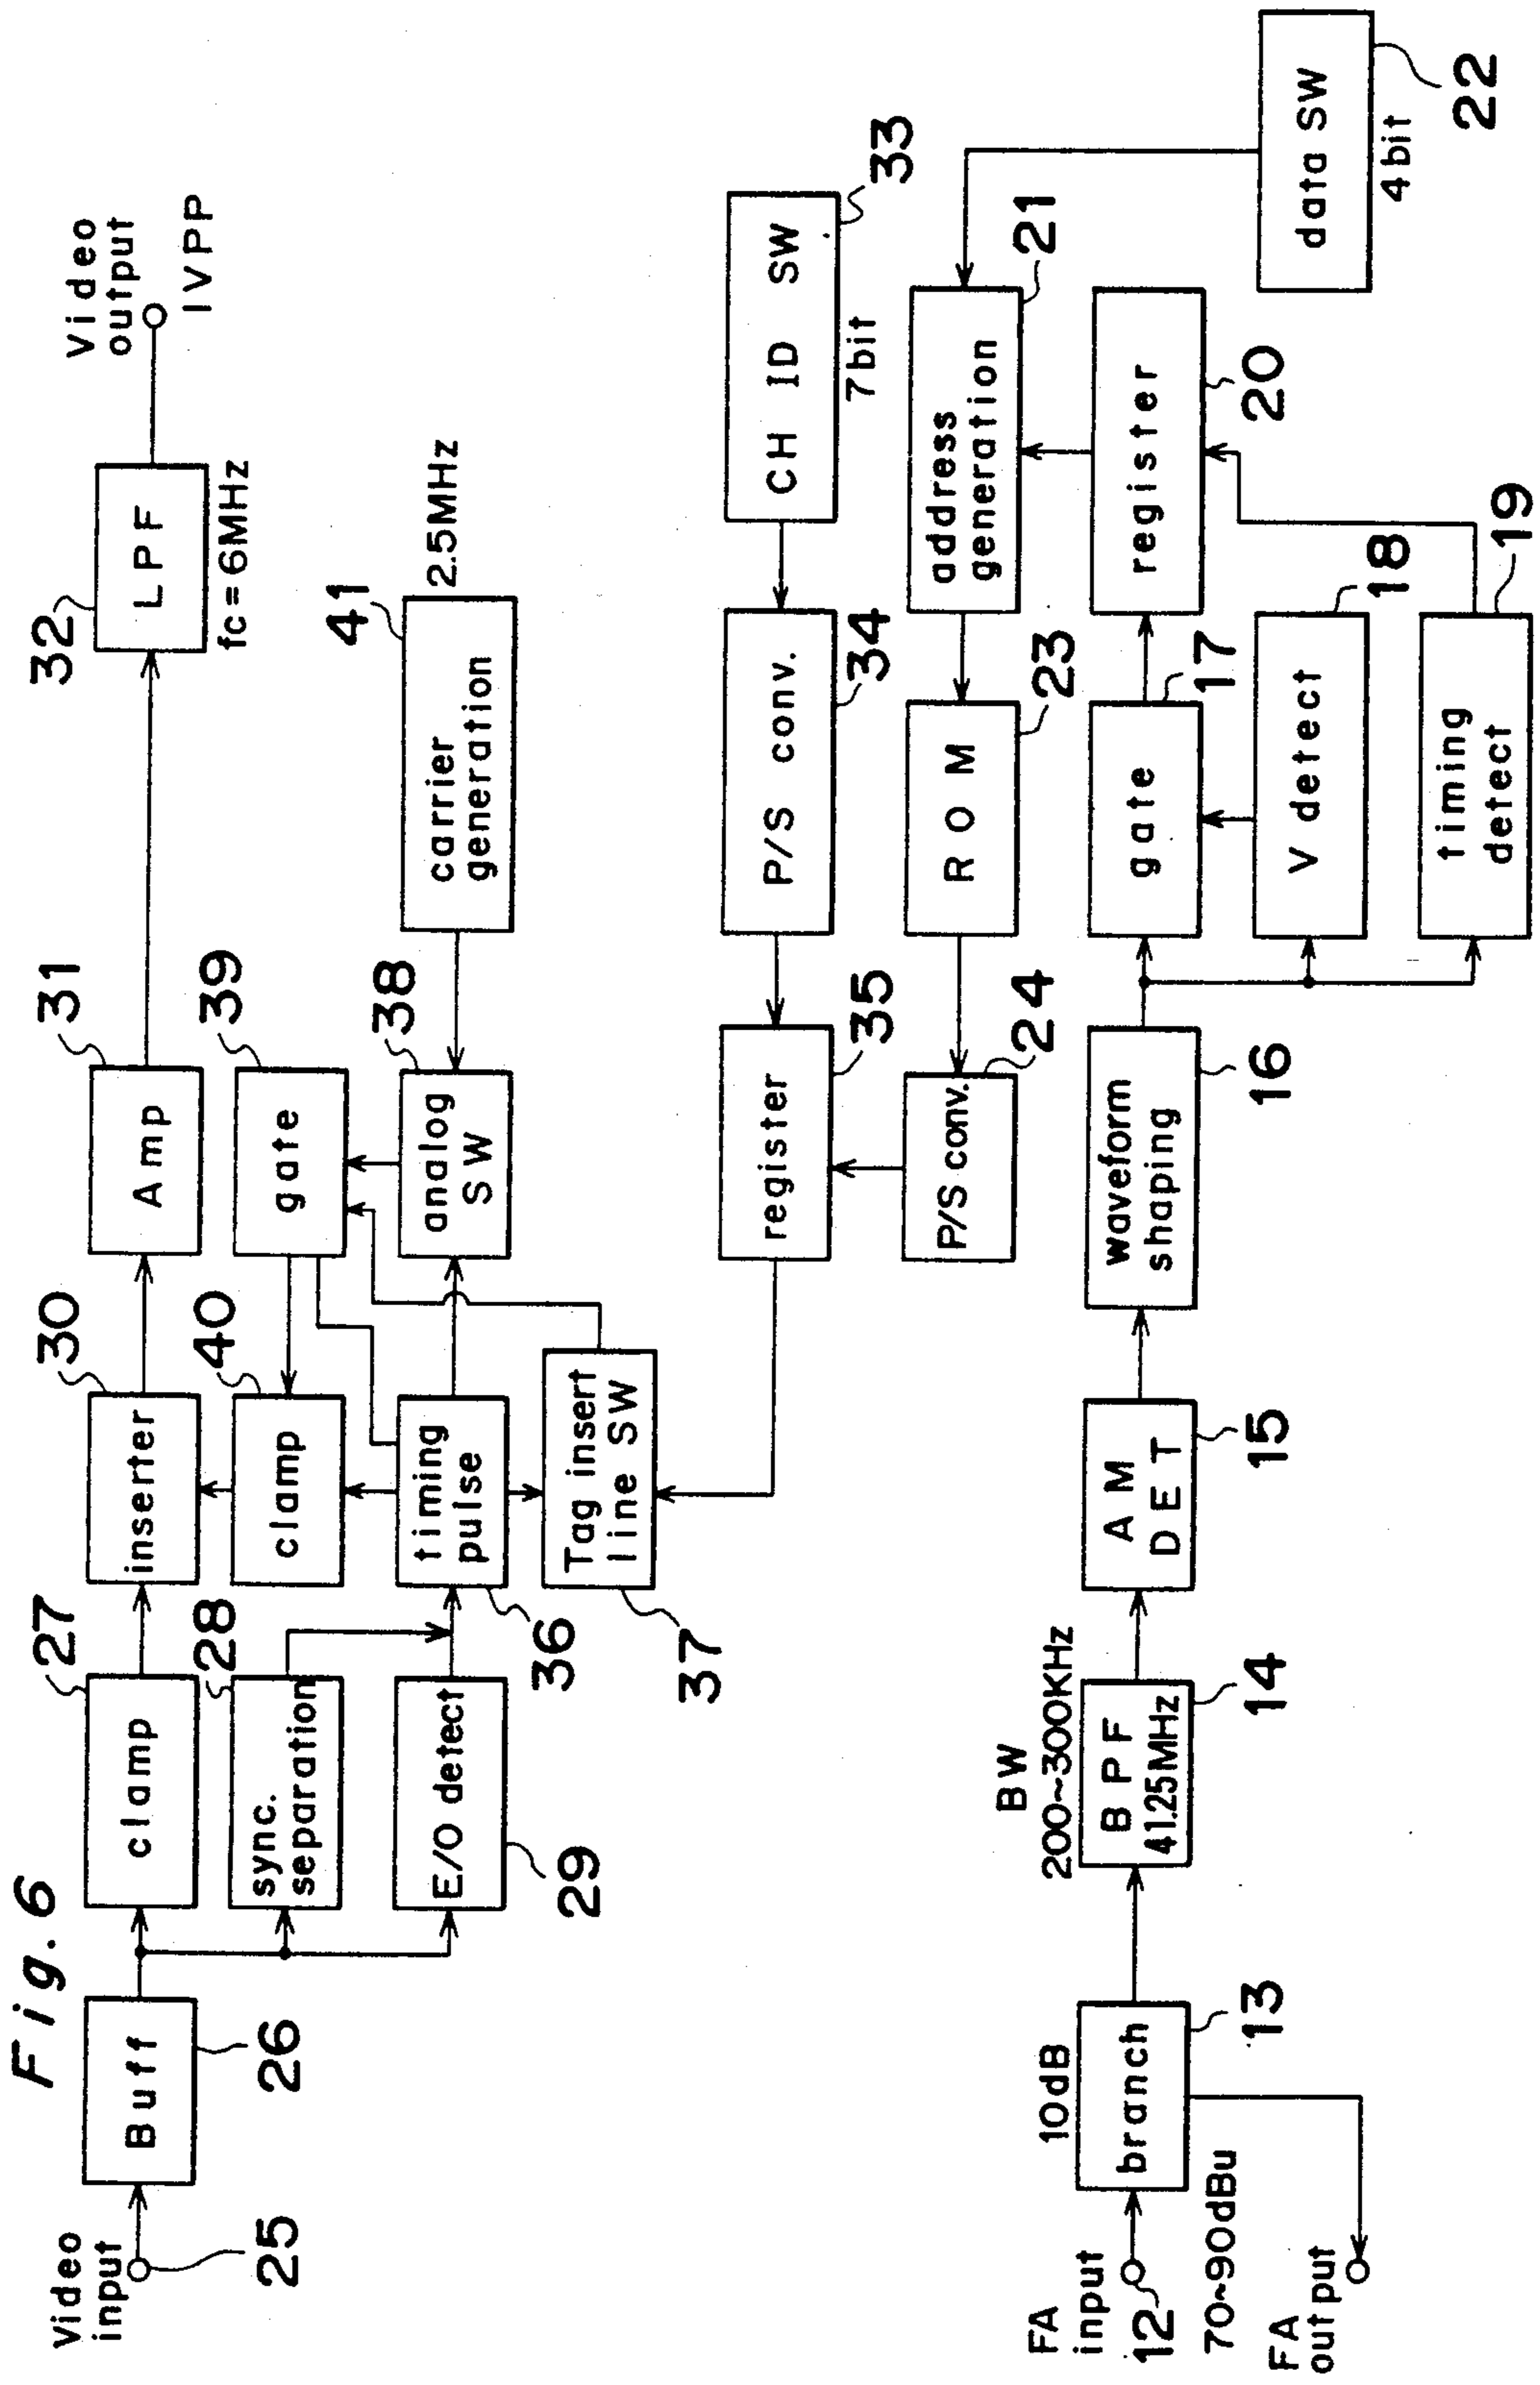 Fig. 6
Video
input
25
Buff
26
clamp
27
sync.
separation
28
E/O detect
29
inserter
30
clamp
40
timing
pulse
36
Tag insert
line SW
37
Amp
31
gate
39
analog
SW
38
carrier
generation
41
2.5MHz
LPF
32
fc = 6MHz
Video
output
1VPP
CH ID SW
33
7bit
P/S conv.
34
register
35
address
generation
21
ROM
23
P/S conv.
24
data SW
22
4bit
FA
input
12
70~90dBu
FA
output
10dB
branch
13
BW
200~300KHz
BPF
41.25MHz
14
AM
DET
15
waveform
shaping
16
gate
17
V detect
18
timing
detect
19
register
20